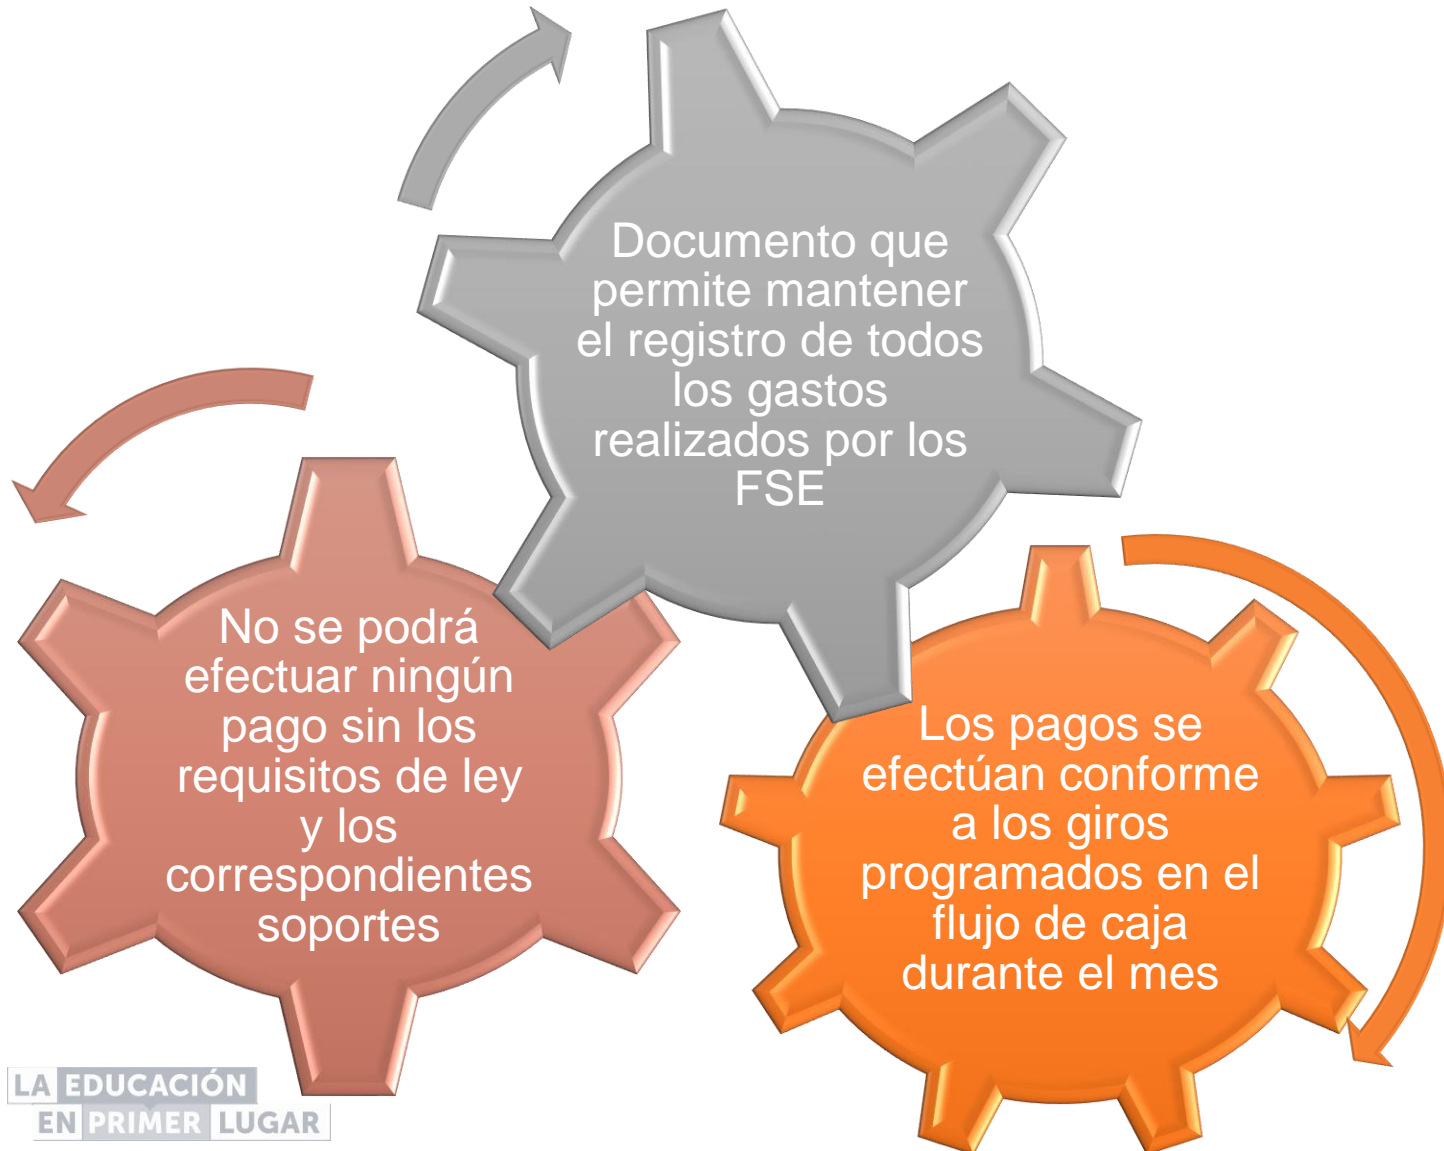 Documento que
permite mantener
el registro de todos
los gastos
realizados por los
FSE
No se podrá
efectuar ningún
pago sin los
requisitos de ley
y los
correspondientes
soportes
Los pagos se
efectúan conforme
a los giros
programados en el
flujo de caja
durante el mes
LA EDUCACIÓN
EN PRIMER LUGAR